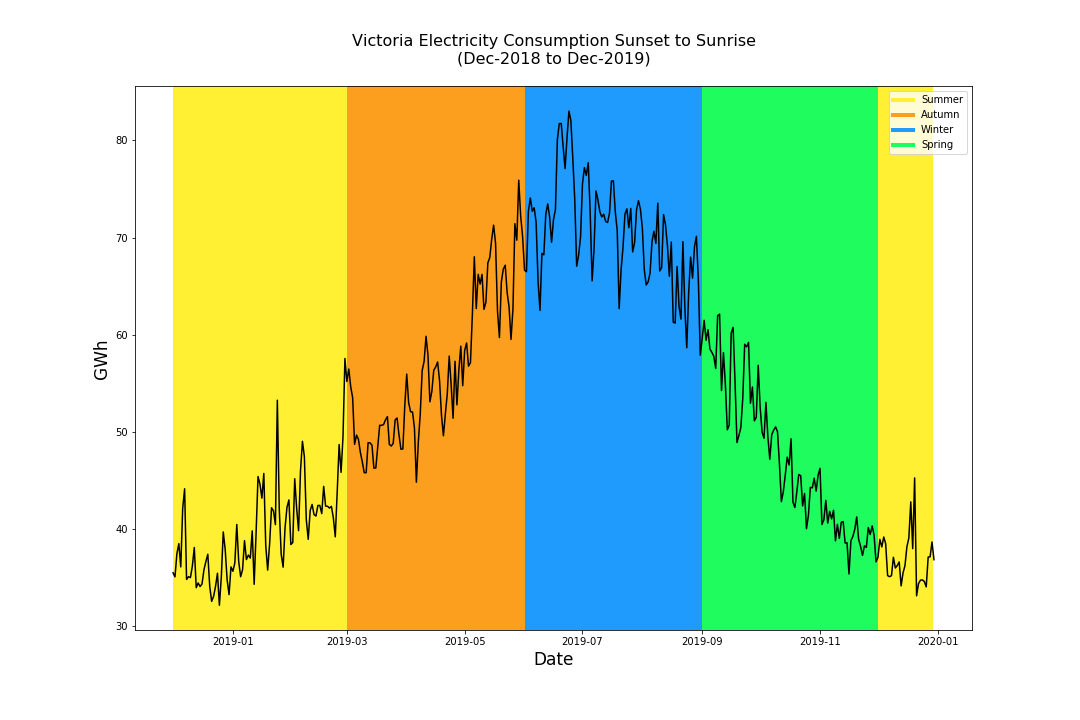 Victoria Electricity Consumption Sunset to Sunrise
(Dec-2018 to Dec-2019)
Summer
Autumn
Winter
Spring
80
70
60
50
40
30
GWh
2019-01
2019-03
2019-05
2019-07
2019-09
2019-11
2020-01
Date